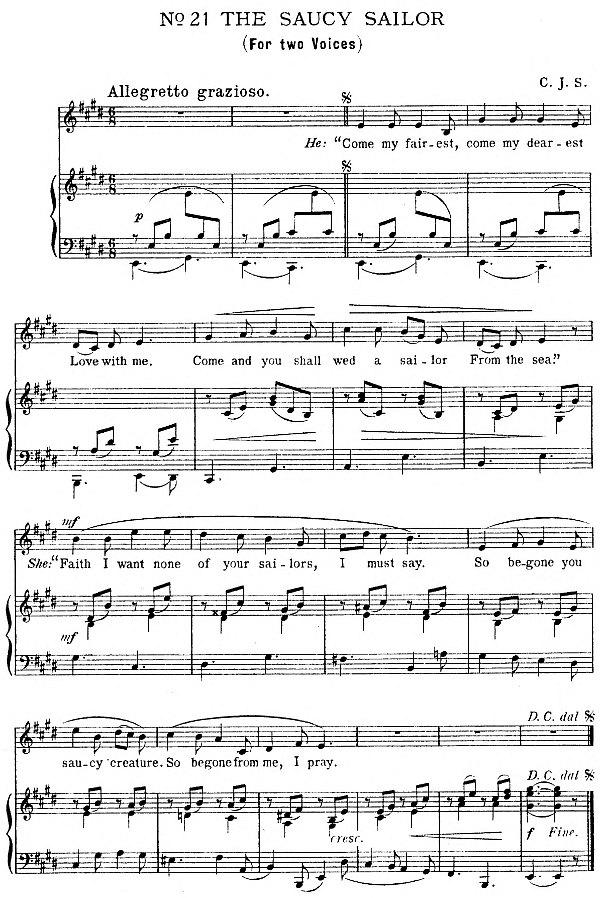 No 21 THE SAUCY SAILOR
(For two Voices)
C. J. S.
Allegretto grazioso.
He: "Come my fair-est, come my dear-est
p
Love with me. Come and you shall wed a sai-lor From the sea."
mf
She: "Faith I want none of your sai-lors, I must say. So be-gone you
mf
D. C. dal
sau-cy creature. So begone from me, I pray.
D. C. dal
cresc. f Fine.